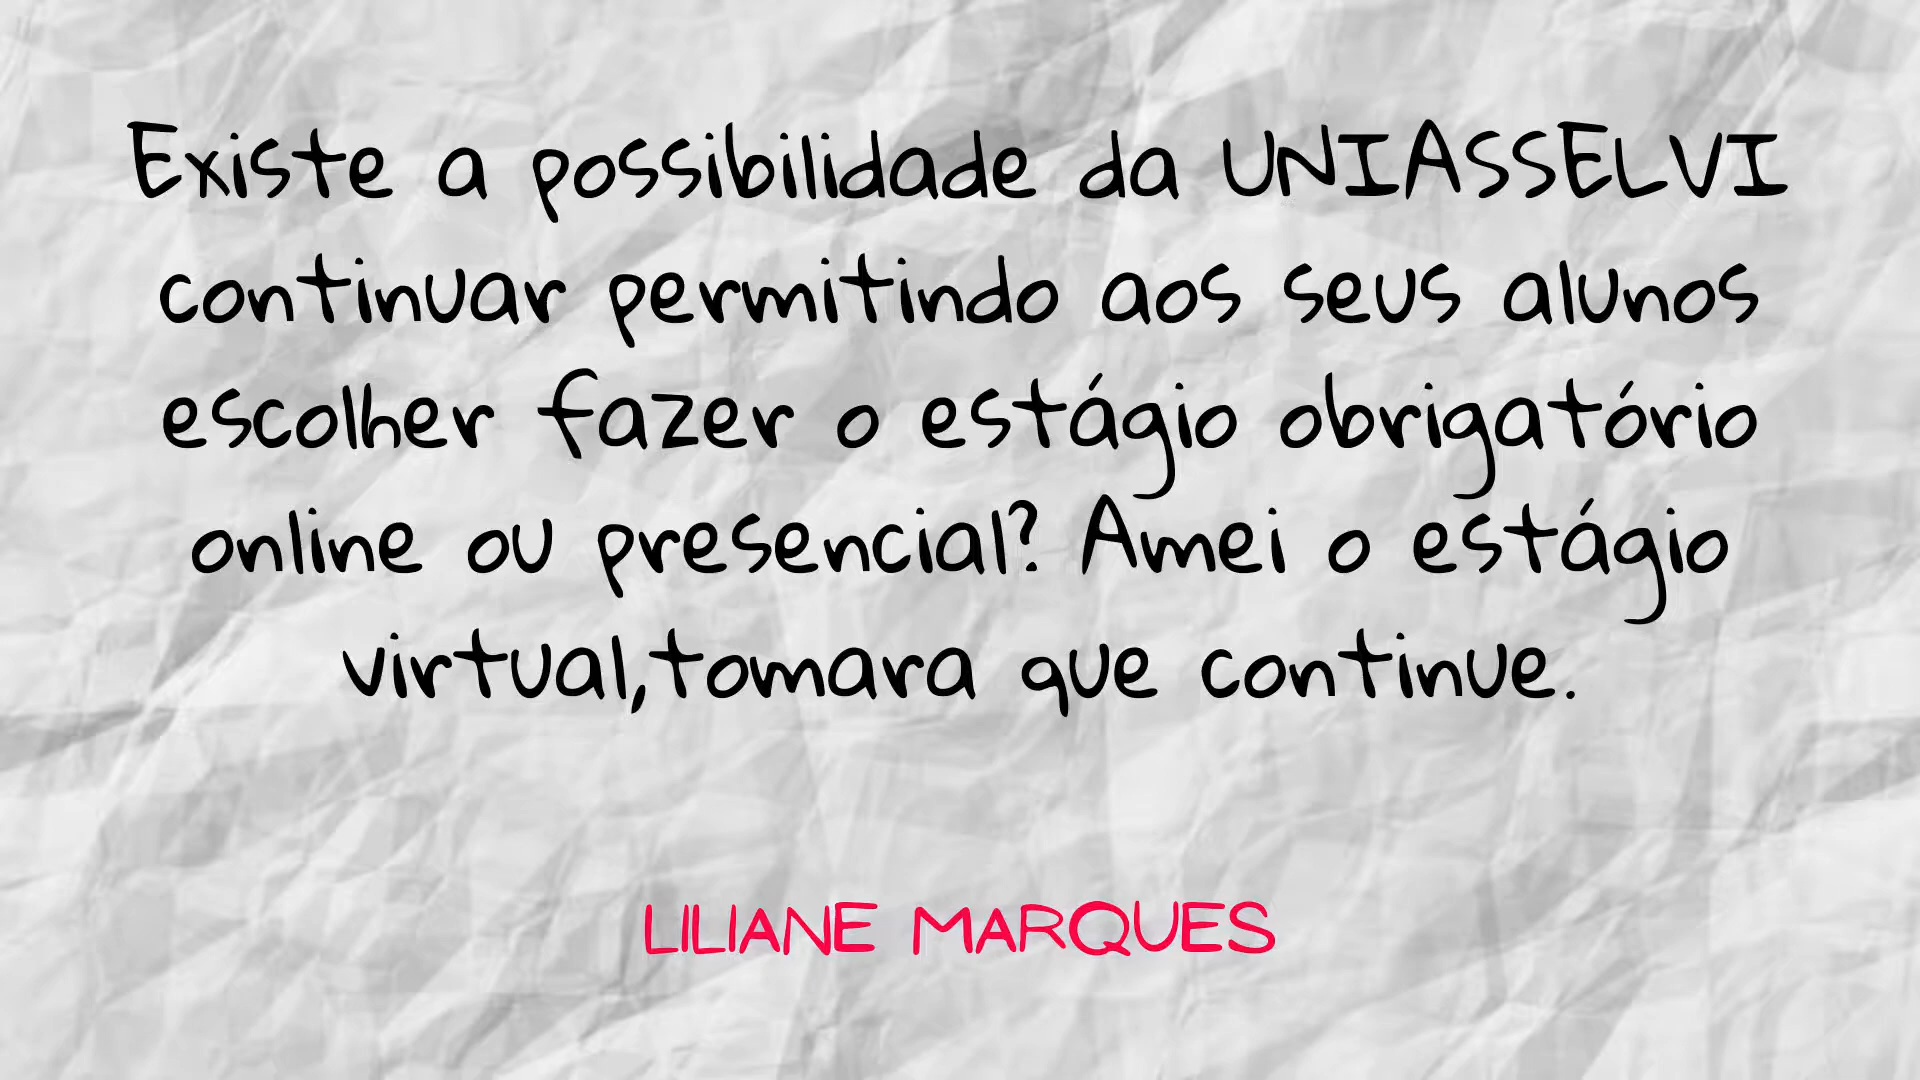 Existe a possibilidade da UNIASSELVI
continuar permitindo aos seus alunos
escolher fazer o estágio obrigatório
online ou presencial? Amei o estágio
virtual,tomara que continue.
LILIANE MARQUES